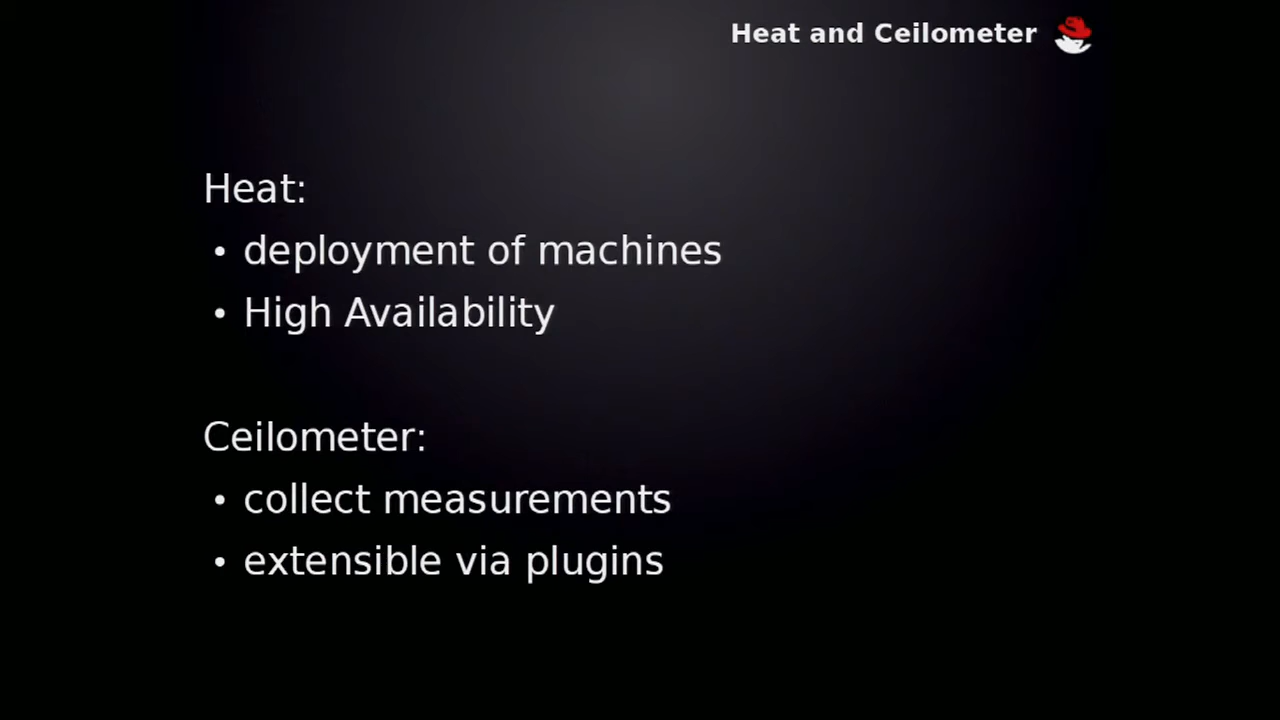 Heat and Ceilometer
Heat:
• deployment of machines
• High Availability
Ceilometer:
• collect measurements
• extensible via plugins